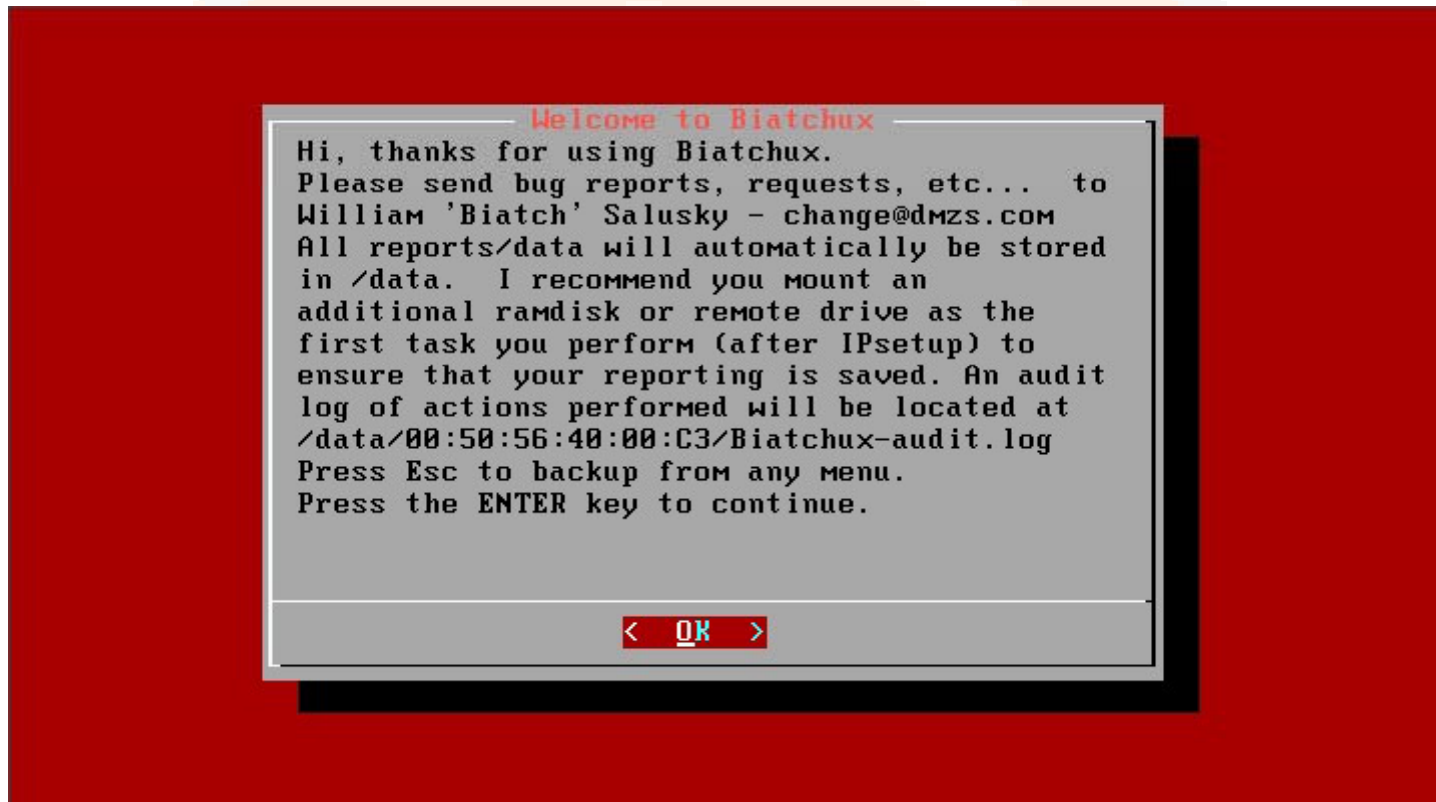 Welcome to Biatchux
Hi, thanks for using Biatchux.
Please send bug reports, requests, etc...  to
William 'Biatch' Salusky - change@dmzs.com
All reports/data will automatically be stored
in /data.  I recommend you mount an
additional ramdisk or remote drive as the
first task you perform (after IPsetup) to
ensure that your reporting is saved. An audit
log of actions performed will be located at
/data/00:50:56:40:00:C3/Biatchux-audit.log
Press Esc to backup from any menu.
Press the ENTER key to continue.
<  OK  >